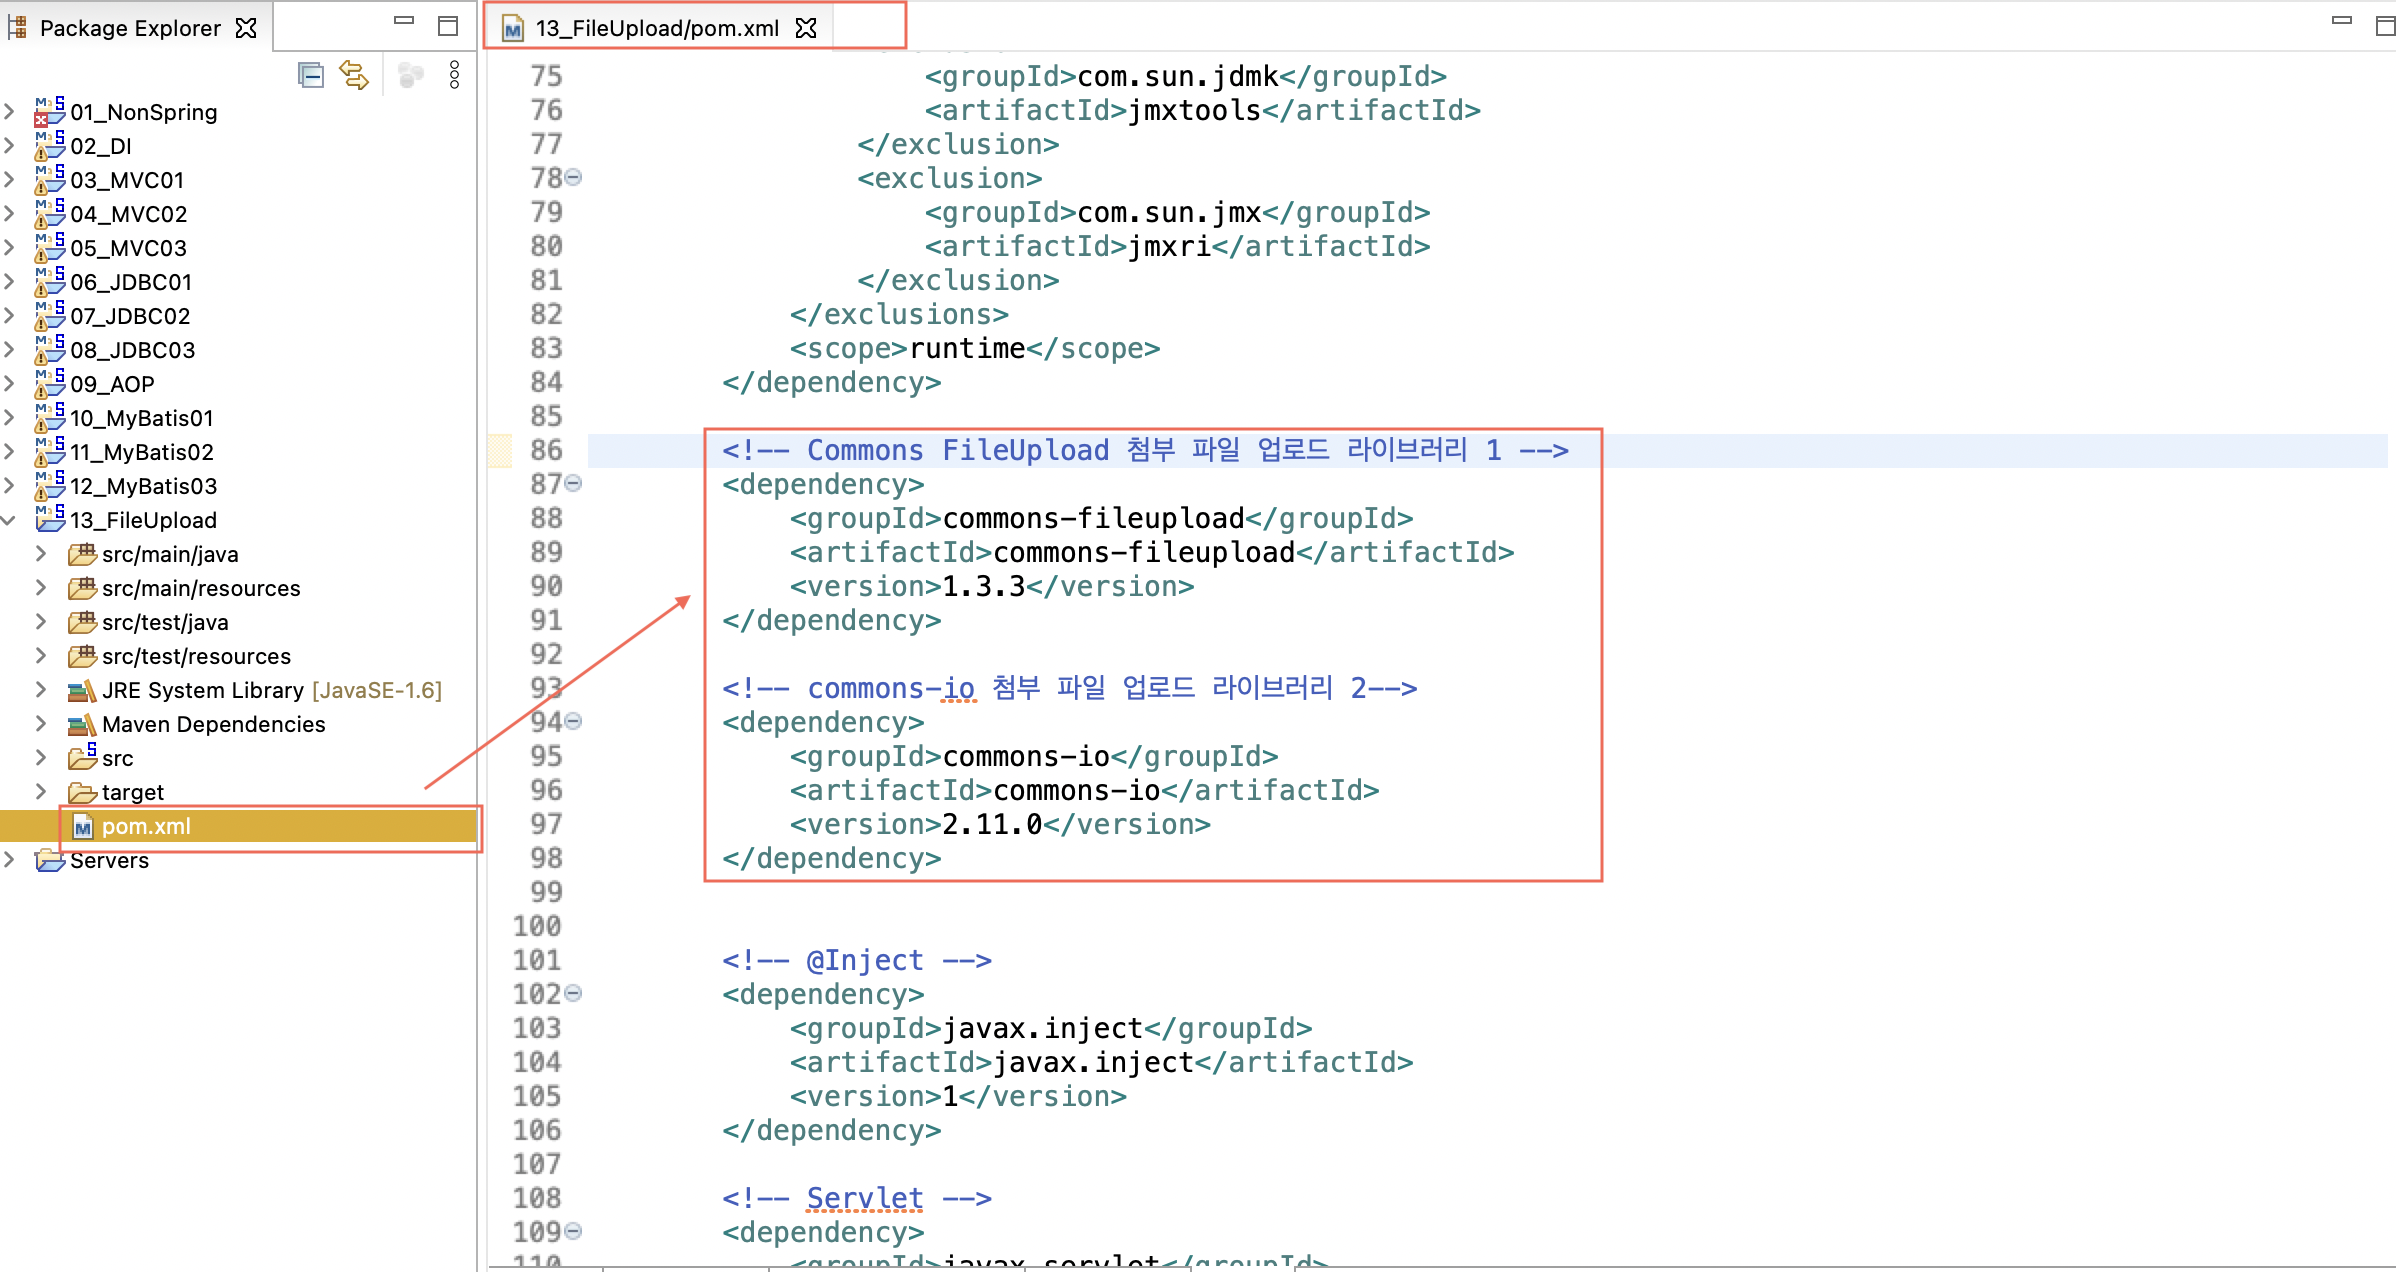 Package Explorer
01_NonSpring
02_DI
03_MVC01
04_MVC02
05_MVC03
06_JDBC01
07_JDBC02
08_JDBC03
09_AOP
10_MyBatis01
11_MyBatis02
12_MyBatis03
13_FileUpload
src/main/java
src/main/resources
src/test/java
src/test/resources
JRE System Library [JavaSE-1.6]
Maven Dependencies
src
target
pom.xml
Servers
13_FileUpload/pom.xml
75 <groupId>com.sun.jdmk</groupId>
76 <artifactId>jmxtools</artifactId>
77 </exclusion>
78 <exclusion>
79 <groupId>com.sun.jmx</groupId>
80 <artifactId>jmxri</artifactId>
81 </exclusion>
82 </exclusions>
83 <scope>runtime</scope>
84 </dependency>
85
86 <!-- Commons FileUpload 첨부 파일 업로드 라이브러리 1 -->
87 <dependency>
88 <groupId>commons-fileupload</groupId>
89 <artifactId>commons-fileupload</artifactId>
90 <version>1.3.3</version>
91 </dependency>
92
93 <!-- commons-io 첨부 파일 업로드 라이브러리 2-->
94 <dependency>
95 <groupId>commons-io</groupId>
96 <artifactId>commons-io</artifactId>
97 <version>2.11.0</version>
98 </dependency>
99
100
101 <!-- @Inject -->
102 <dependency>
103 <groupId>javax.inject</groupId>
104 <artifactId>javax.inject</artifactId>
105 <version>1</version>
106 </dependency>
107
108 <!-- Servlet -->
109 <dependency>
110 <groupId>javax.servlet</groupId>